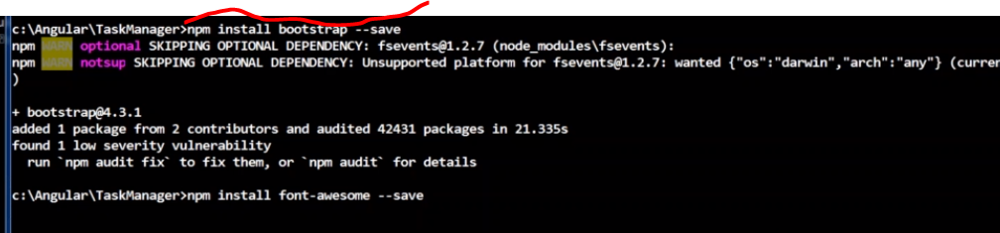 c:\Angular\TaskManager>npm install bootstrap --save
npm WARN optional SKIPPING OPTIONAL DEPENDENCY: fsevents@1.2.7 (node_modules\fsevents):
npm WARN notsup SKIPPING OPTIONAL DEPENDENCY: Unsupported platform for fsevents@1.2.7: wanted {"os":"darwin","arch":"any"} (curren
)
+ bootstrap@4.3.1
added 1 package from 2 contributors and audited 42431 packages in 21.335s
found 1 low severity vulnerability
run `npm audit fix` to fix them, or `npm audit` for details
c:\Angular\TaskManager>npm install font-awesome --save